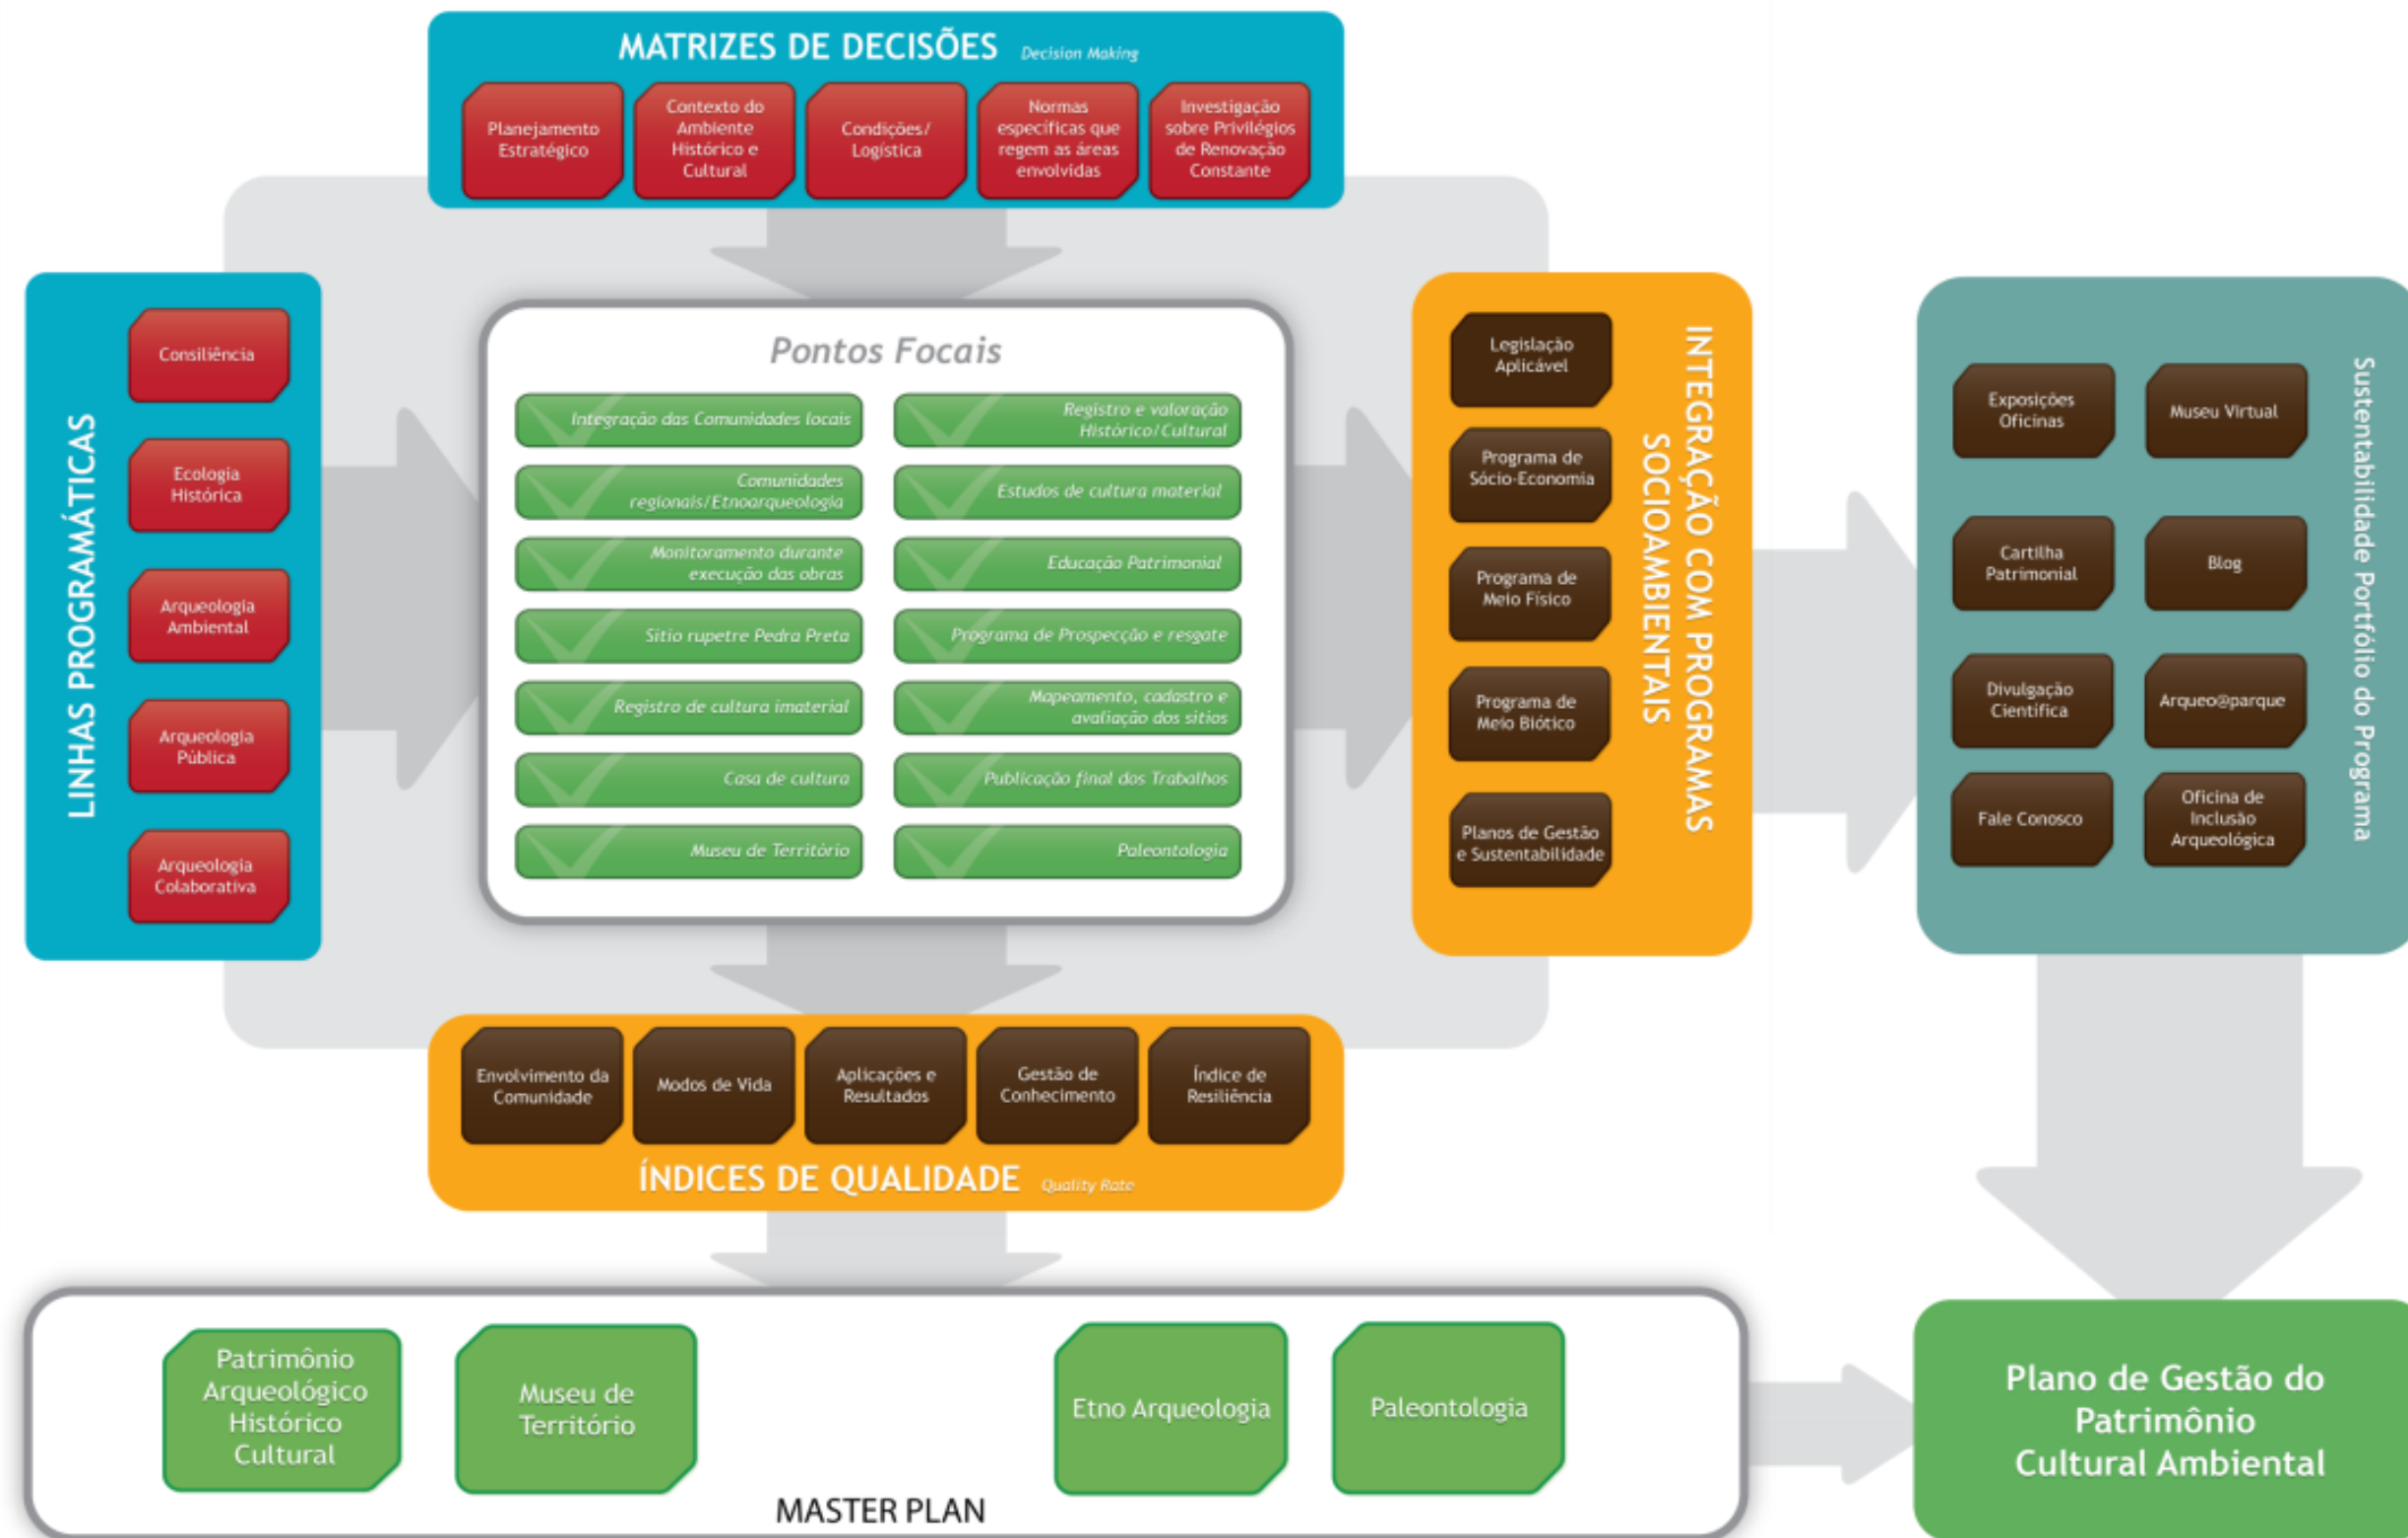 MATRIZES DE DECISÕES Decision Making
Planejamento
Estratégico
Contexto do
Ambiente
Histórico e
Cultural
Condições/
Logística
Normas
específicas que
regem as áreas
envolvidas
Investigação
sobre Privilégios
de Renovação
Constante
LINHAS PROGRAMÁTICAS
Consiliência
Ecologia
Histórica
Arqueologia
Ambiental
Arqueologia
Pública
Arqueologia
Colaborativa
Pontos Focais
Integração das Comunidades locais
Comunidades
regionais/Etnoarqueologia
Monitoramento durante
execução das obras
Sitio rupetre Pedra Preta
Registro de cultura imaterial
Casa de cultura
Museu de Território
Registro e valoração
Histórico/Cultural
Estudos de cultura material
Educação Patrimonial
Programa de Prospecção e resgate
Mapeamento, cadastro e
avaliação dos sitios
Publicação final dos Trabalhos
Paleontologia
Legislação
Aplicável
Programa de
Sócio-Economia
Programa de
Meio Físico
Programa de
Meio Biótico
Planos de Gestão
e Sustentabilidade
INTEGRAÇÃO COM PROGRAMAS
SOCIOAMBIENTAIS
Exposições
Oficinas
Museu Virtual
Cartilha
Patrimonial
Blog
Divulgação
Científica
Arqueo@parque
Fale Conosco
Oficina de
Inclusão
Arqueológica
Sustentabilidade Portfólio do Programa
Envolvimento da
Comunidade
Modos de Vida
Aplicações e
Resultados
Gestão de
Conhecimento
Índice de
Resiliência
ÍNDICES DE QUALIDADE Quality Rate
Patrimônio
Arqueológico
Histórico
Cultural
Museu de
Território
Etno Arqueologia
Paleontologia
MASTER PLAN
Plano de Gestão do
Patrimônio
Cultural Ambiental